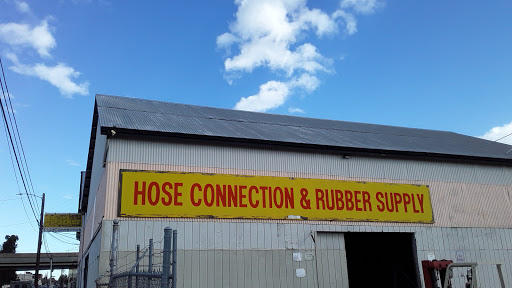 HOSE CONNECTION & RUBBER SUPPLY